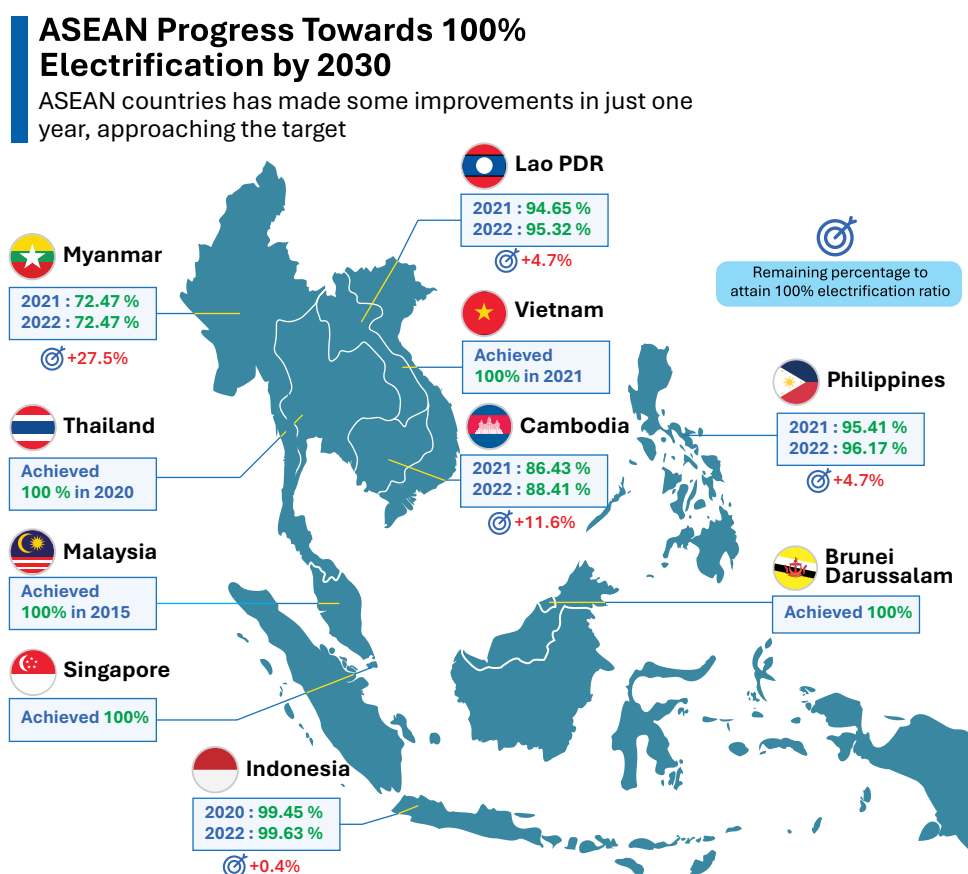 ASEAN Progress Towards 100%
Electrification by 2030
ASEAN countries has made some improvements in just one
year, approaching the target
Lao PDR
2021 : 94.65 %
2022 : 95.32 %
+4.7%
Remaining percentage to
attain 100% electrification ratio
Myanmar
2021 : 72.47 %
2022 : 72.47 %
+27.5%
Vietnam
Achieved
100% in 2021
Philippines
2021 : 95.41 %
2022 : 96.17 %
+4.7%
Thailand
Achieved
100 % in 2020
Cambodia
2021 : 86.43 %
2022 : 88.41 %
+11.6%
Malaysia
Achieved
100% in 2015
Brunei
Darussalam
Achieved 100%
Singapore
Achieved 100%
Indonesia
2020 : 99.45 %
2022 : 99.63 %
+0.4%